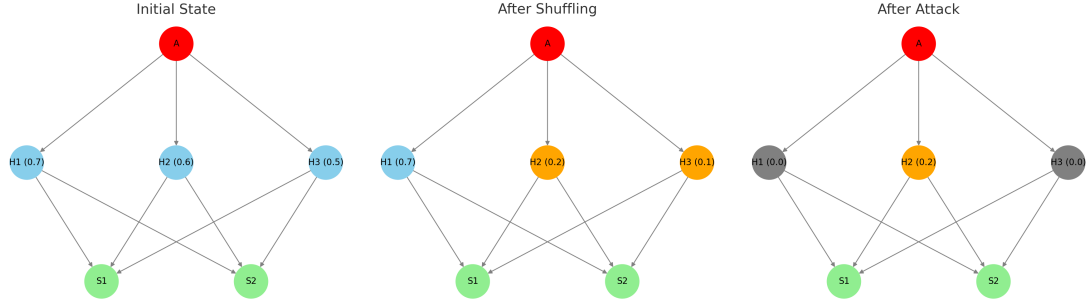 Initial State
A
H1 (0.7)
H2 (0.6)
H3 (0.5)
S1
S2
After Shuffling
A
H1 (0.7)
H2 (0.2)
H3 (0.1)
S1
S2
After Attack
A
H1 (0.0)
H2 (0.2)
H3 (0.0)
S1
S2